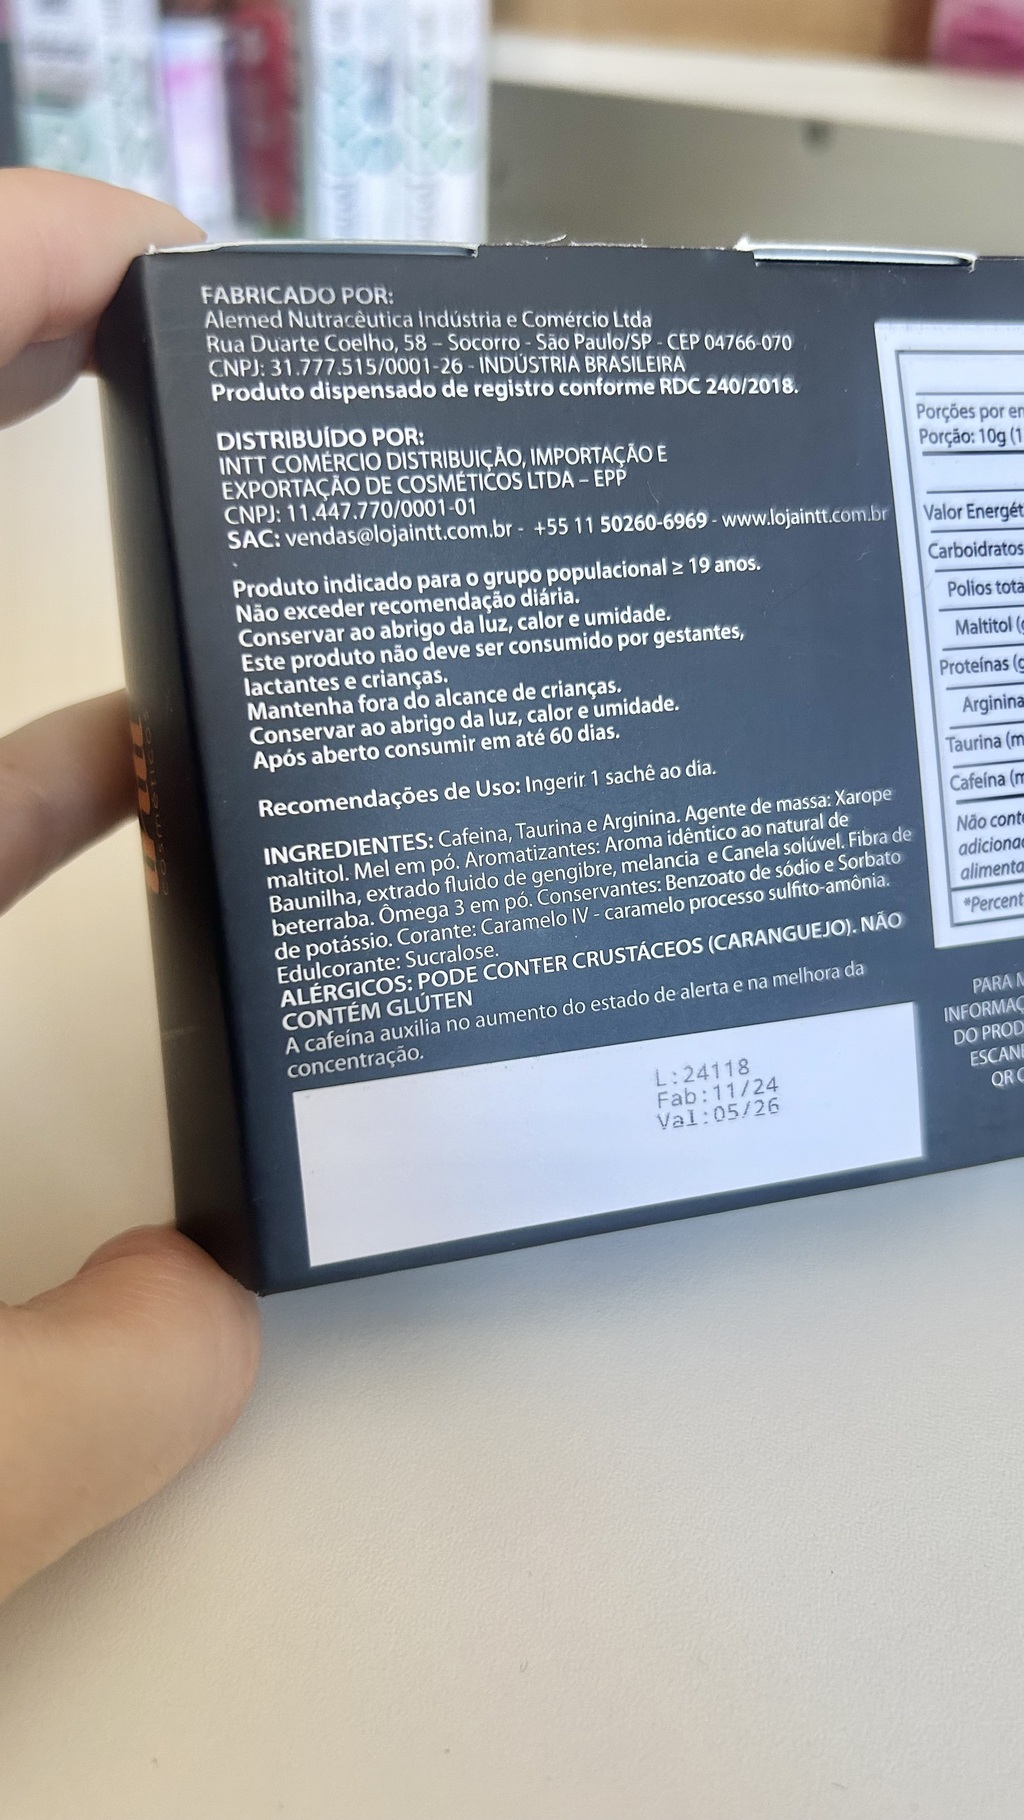 FABRICADO POR:
Alemed Nutracêutica Indústria e Comércio Ltda
Rua Duarte Coelho, 58 – Socorro - São Paulo/SP - CEP 04766-070
CNPJ: 31.777.515/0001-26 - INDÚSTRIA BRASILEIRA
Produto dispensado de registro conforme RDC 240/2018.
DISTRIBUÍDO POR:
INTT COMÉRCIO DISTRIBUIÇÃO, IMPORTAÇÃO E
EXPORTAÇÃO DE COSMÉTICOS LTDA – EPP
CNPJ: 11.447.770/0001-01
SAC: vendas@lojaintt.com.br - +55 11 50260-6969 - www.lojaintt.com.br
Produto indicado para o grupo populacional ≥ 19 anos.
Não exceder recomendação diária.
Conservar ao abrigo da luz, calor e umidade.
Este produto não deve ser consumido por gestantes,
lactantes e crianças.
Mantenha fora do alcance de crianças.
Conservar ao abrigo da luz, calor e umidade.
Após aberto consumir em até 60 dias.
Recomendações de Uso: Ingerir 1 sachê ao dia.
INGREDIENTES: Cafeina, Taurina e Arginina. Agente de massa: Xarope
maltitol. Mel em pó. Aromatizantes: Aroma idêntico ao natural de
Baunilha, extrado fluido de gengibre, melancia e Canela solúvel. Fibra de
beterraba. Ômega 3 em pó. Conservantes: Benzoato de sódio e Sorbato
de potássio. Corante: Caramelo IV - caramelo processo sulfito-amônia.
Edulcorante: Sucralose.
ALÉRGICOS: PODE CONTER CRUSTÁCEOS (CARANGUEJO). NÃO
CONTÉM GLÚTEN
A cafeína auxilia no aumento do estado de alerta e na melhora da
concentração.
L:24118
Fab:11/24
Val:05/26
Porções por em
Porção: 10g (1
Valor Energét
Carboidratos
Polios tota
Maltitol (g
Proteínas (g
Arginina
Taurina (m
Cafeína (m
Não conté
adicionad
alimenta
*Percent
PARA M
INFORMAÇ
DO PROD
ESCANE
QR C